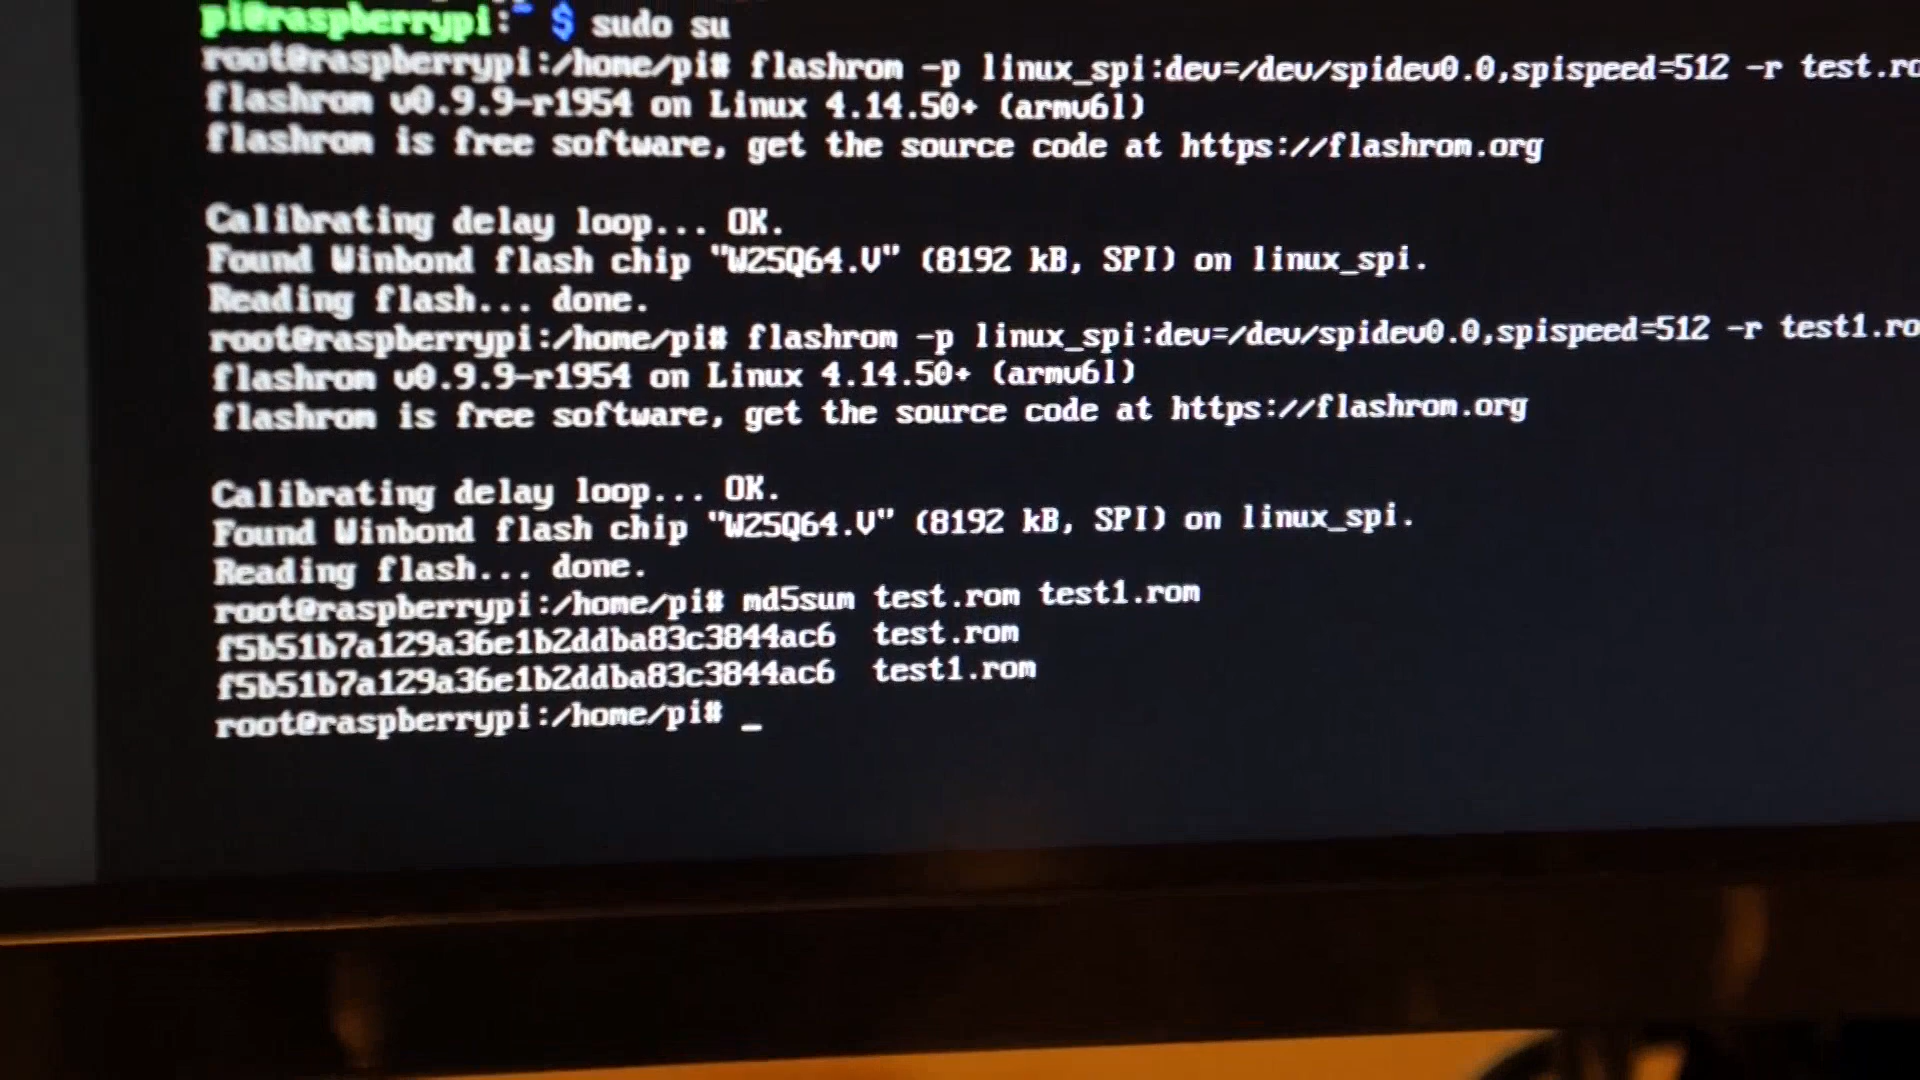 pi@raspberrypi:~ $ sudo su
root@raspberrypi:/home/pi# flashrom -p linux_spi:dev=/dev/spidev0.0,spispeed=512 -r test.ro
flashrom v0.9.9-r1954 on Linux 4.14.50+ (armv6l)
flashrom is free software, get the source code at https://flashrom.org
Calibrating delay loop... OK.
Found Winbond flash chip "W25Q64.V" (8192 kB, SPI) on linux_spi.
Reading flash... done.
root@raspberrypi:/home/pi# flashrom -p linux_spi:dev=/dev/spidev0.0,spispeed=512 -r test1.ro
flashrom v0.9.9-r1954 on Linux 4.14.50+ (armv6l)
flashrom is free software, get the source code at https://flashrom.org
Calibrating delay loop... OK.
Found Winbond flash chip "W25Q64.V" (8192 kB, SPI) on linux_spi.
Reading flash... done.
root@raspberrypi:/home/pi# md5sum test.rom test1.rom
f5b51b7a129a36e1b2ddba83c3844ac6  test.rom
f5b51b7a129a36e1b2ddba83c3844ac6  test1.rom
root@raspberrypi:/home/pi# _